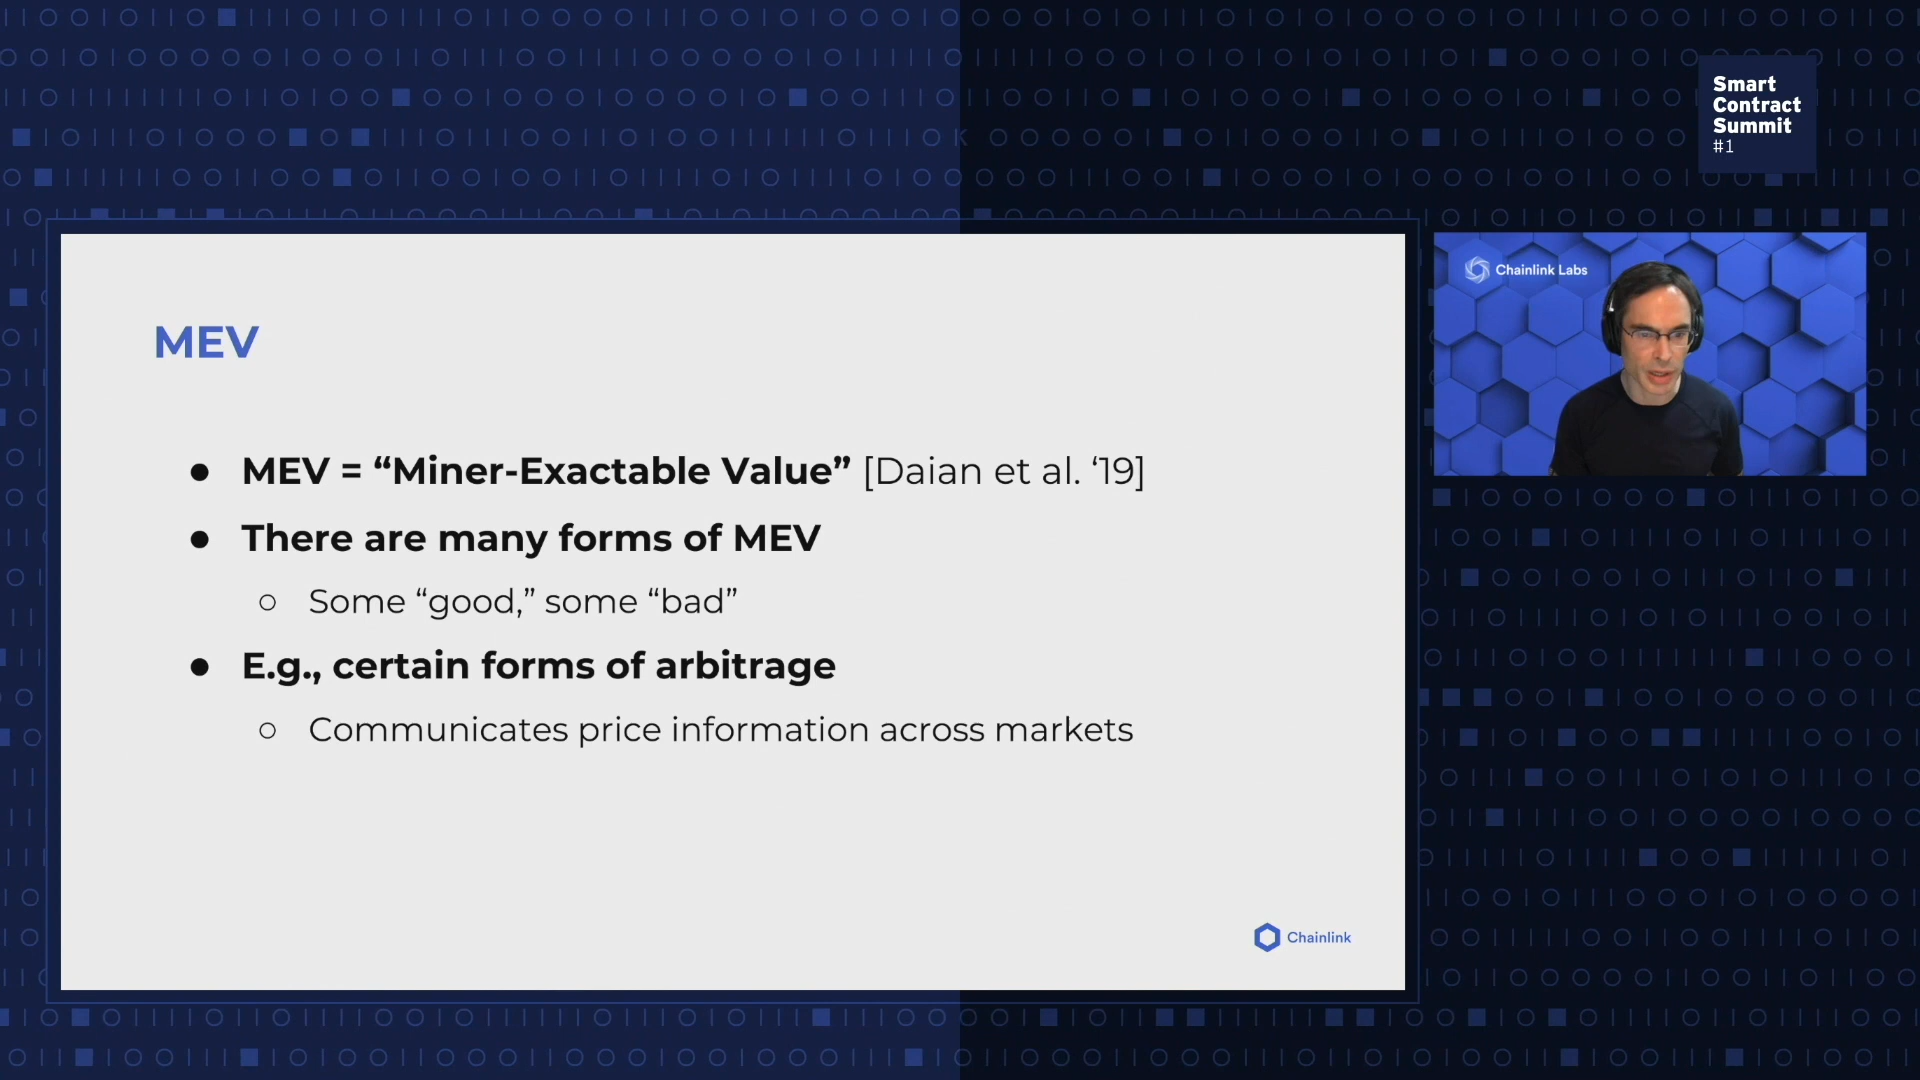 Smart
Contract
Summit
#1
Chainlink Labs
MEV
● MEV = “Miner-Exactable Value” [Daian et al. ‘19]
● There are many forms of MEV
○ Some “good,” some “bad”
● E.g., certain forms of arbitrage
○ Communicates price information across markets
Chainlink